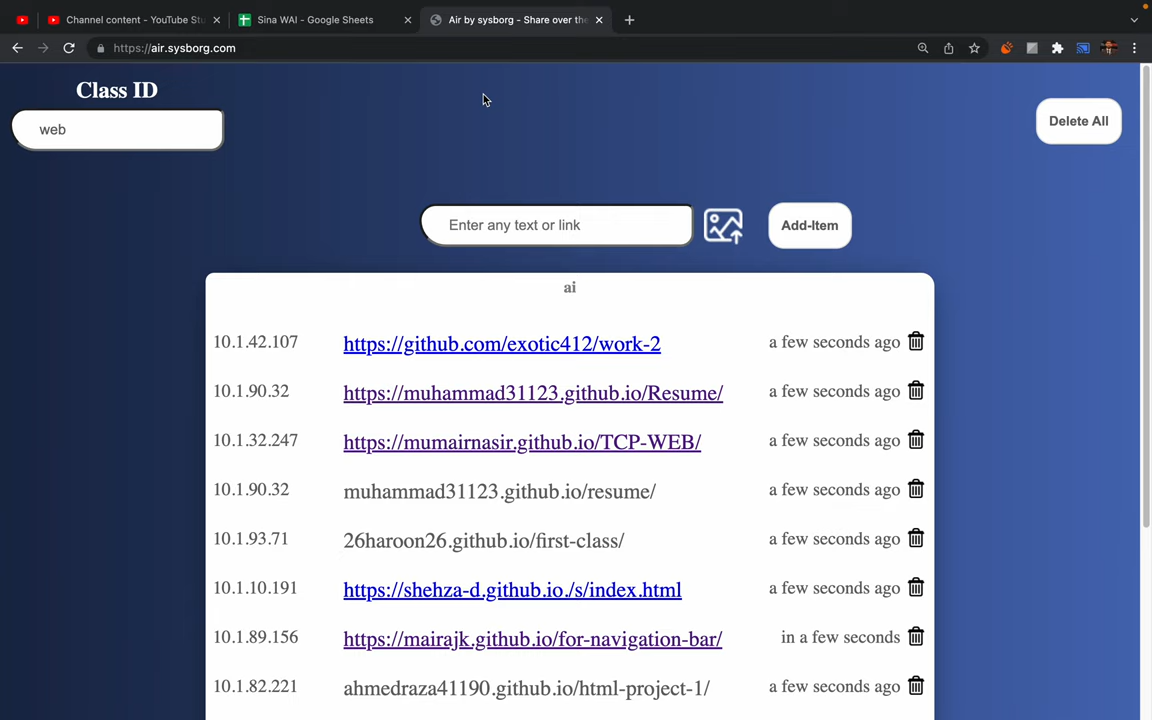 Channel content - YouTube Stu
Sina WAI - Google Sheets
Air by sysborg - Share over the
https://air.sysborg.com
Class ID
web
Delete All
Enter any text or link
Add-Item
ai
10.1.42.107 https://github.com/exotic412/work-2 a few seconds ago
10.1.90.32 https://muhammad31123.github.io/Resume/ a few seconds ago
10.1.32.247 https://mumairnasir.github.io/TCP-WEB/ a few seconds ago
10.1.90.32 muhammad31123.github.io/resume/ a few seconds ago
10.1.93.71 26haroon26.github.io/first-class/ a few seconds ago
10.1.10.191 https://shehza-d.github.io./s/index.html a few seconds ago
10.1.89.156 https://mairajk.github.io/for-navigation-bar/ in a few seconds
10.1.82.221 ahmedraza41190.github.io/html-project-1/ a few seconds ago